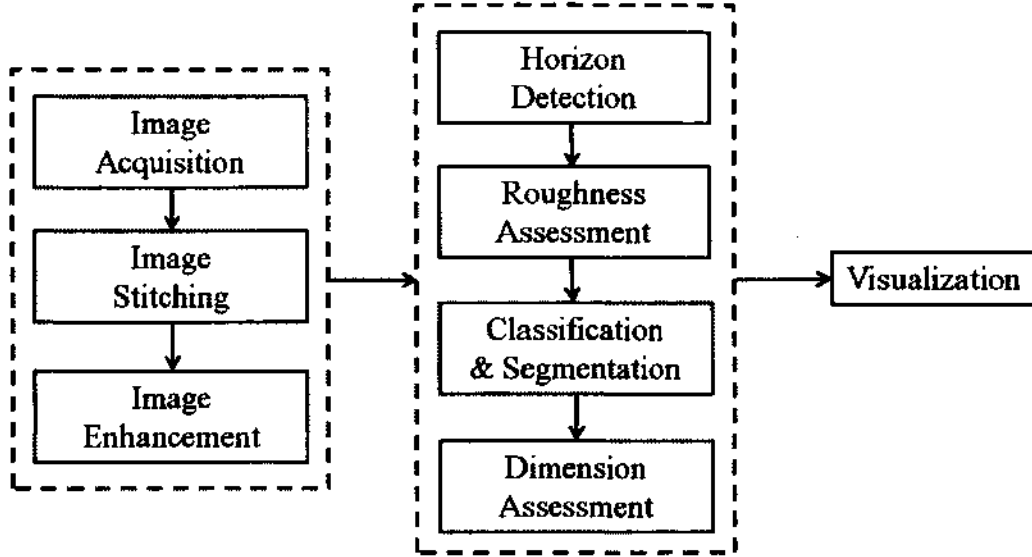 Image
Acquisition
Image
Stitching
Image
Enhancement
Horizon
Detection
Roughness
Assessment
Classification
& Segmentation
Dimension
Assessment
Visualization